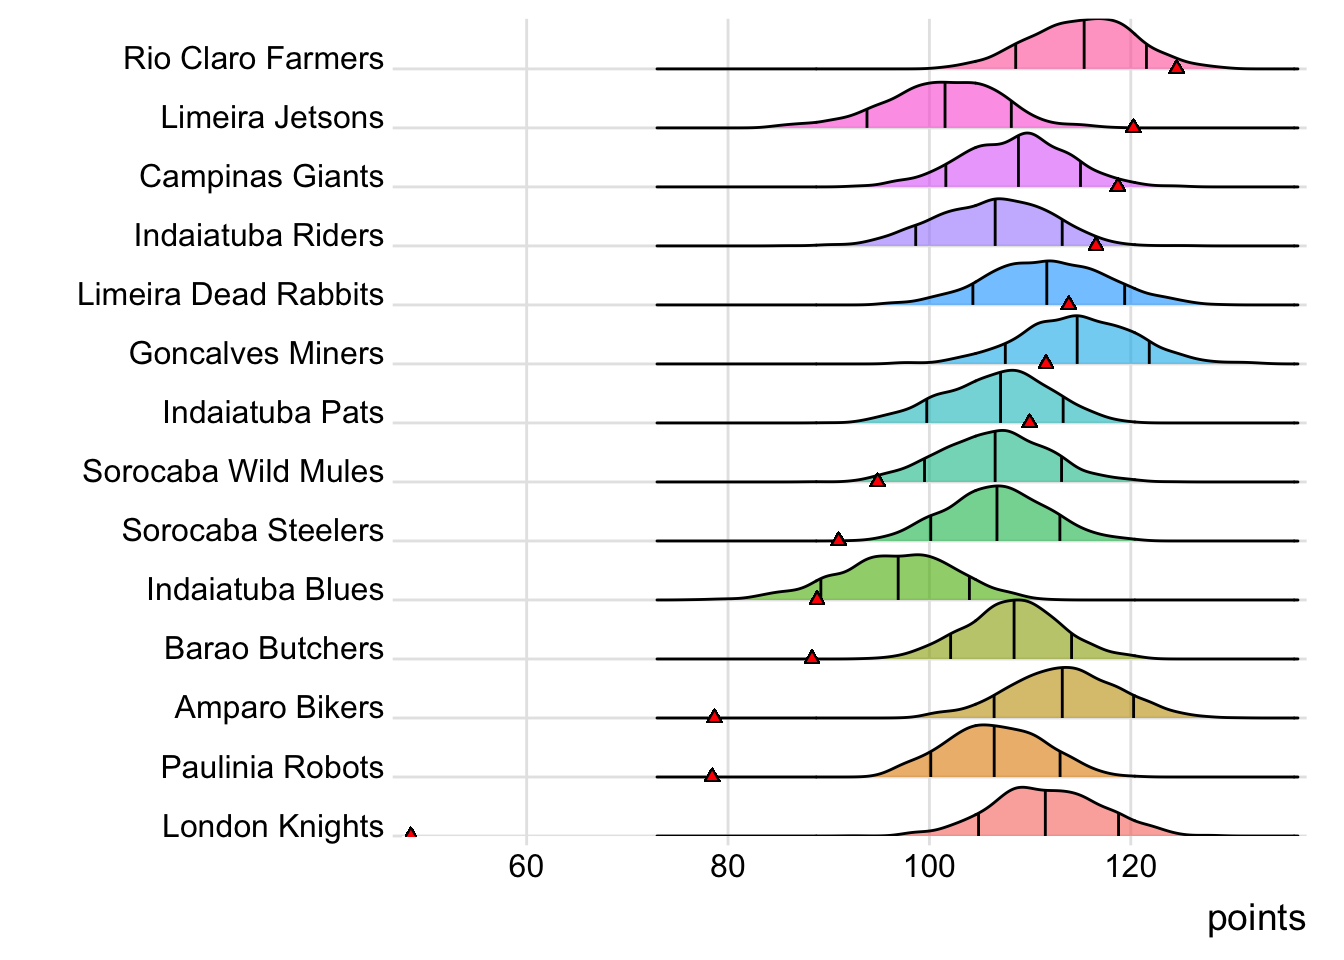 Rio Claro Farmers
Limeira Jetsons
Campinas Giants
Indaiatuba Riders
Limeira Dead Rabbits
Goncalves Miners
Indaiatuba Pats
Sorocaba Wild Mules
Sorocaba Steelers
Indaiatuba Blues
Barao Butchers
Amparo Bikers
Paulinia Robots
London Knights
60 80 100 120
points